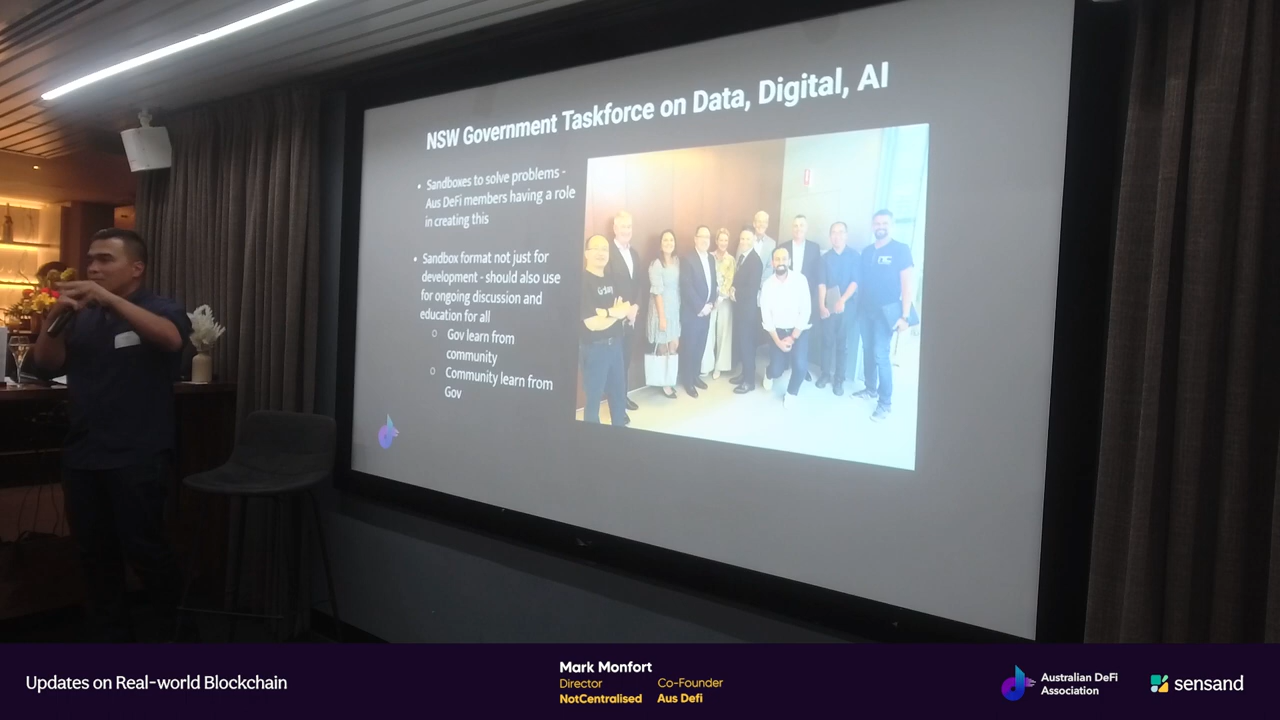 NSW Government Taskforce on Data, Digital, AI
• Sandboxes to solve problems -
Aus DeFi members having a role
in creating this
• Sandbox format not just for
development - should also use
for ongoing discussion and
education for all
○ Gov learn from
community
○ Community learn from
Gov
Updates on Real-world Blockchain
Mark Monfort
Director
NotCentralised
Co-Founder
Aus Defi
Australian DeFi
Association
sensand